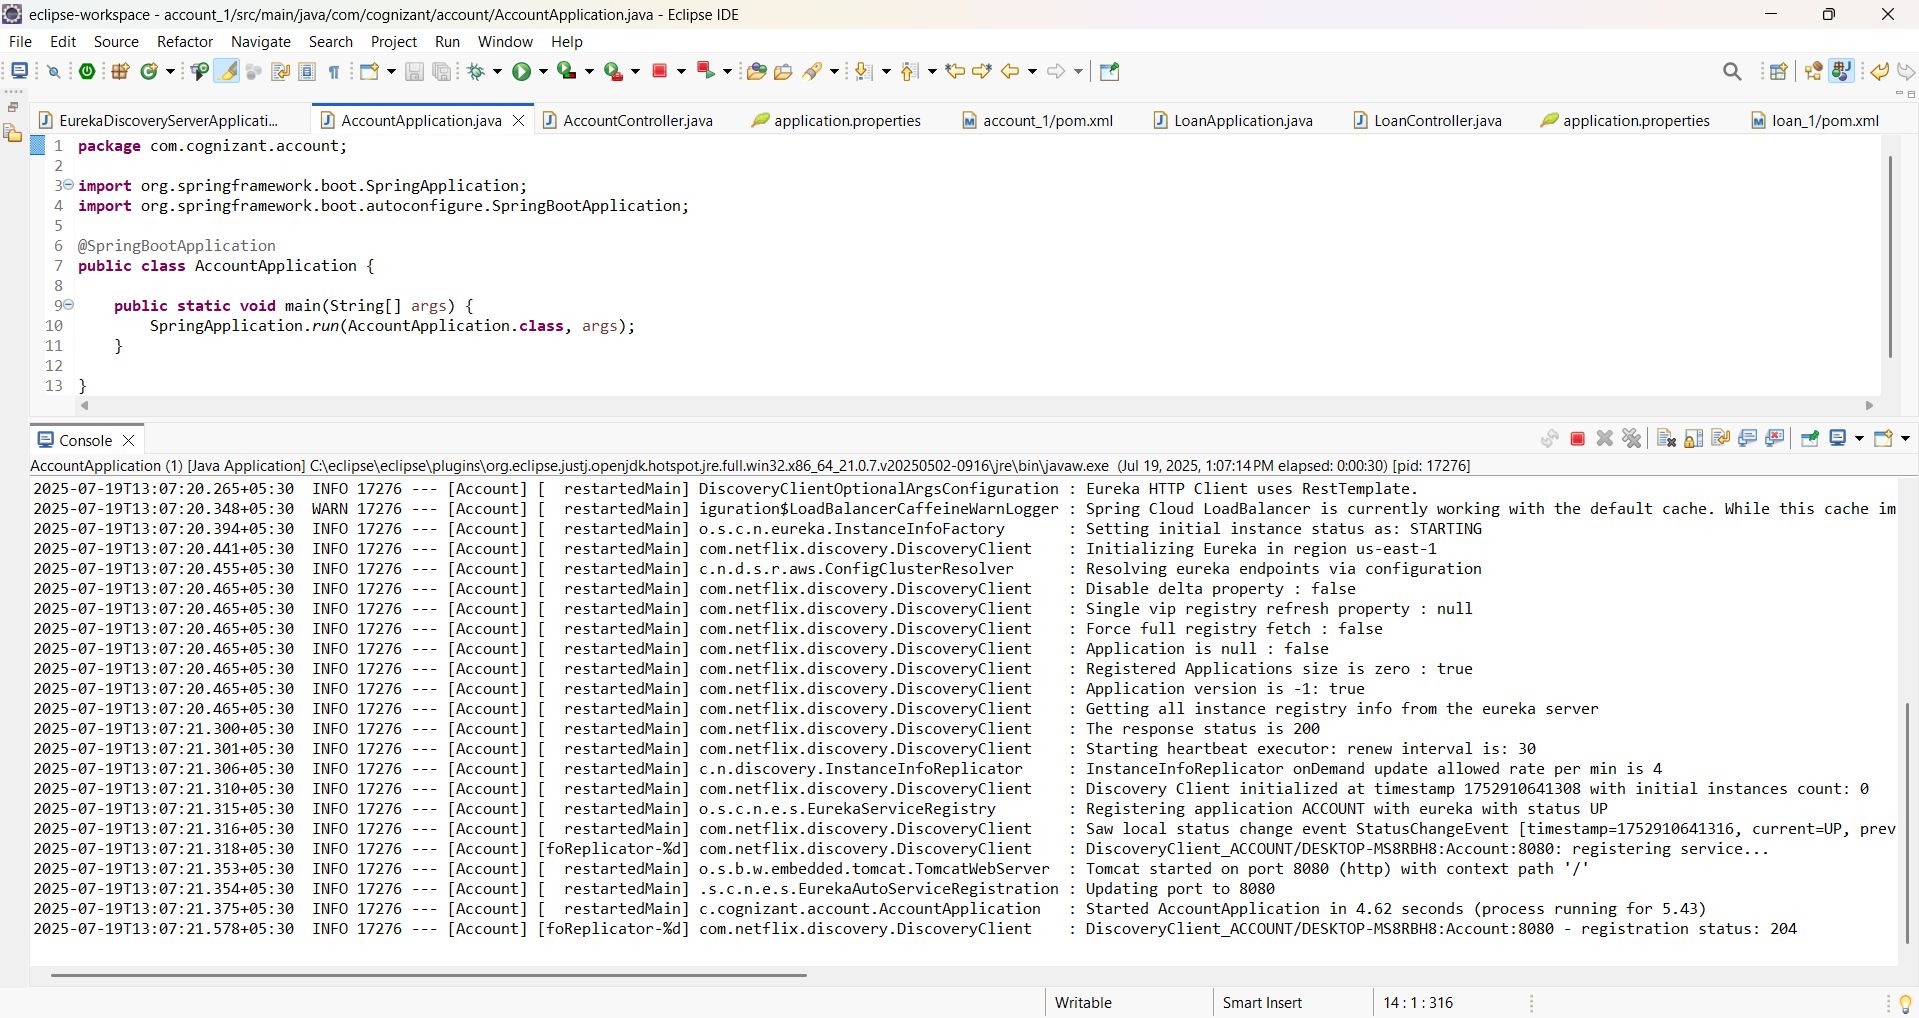 eclipse-workspace - account_1/src/main/java/com/cognizant/account/AccountApplication.java - Eclipse IDE
File Edit Source Refactor Navigate Search Project Run Window Help
EurekaDiscoveryServerApplicati... AccountApplication.java AccountController.java application.properties account_1/pom.xml LoanApplication.java LoanController.java application.properties loan_1/pom.xml
1 package com.cognizant.account;
2
3 import org.springframework.boot.SpringApplication;
4 import org.springframework.boot.autoconfigure.SpringBootApplication;
5
6 @SpringBootApplication
7 public class AccountApplication {
8
9 public static void main(String[] args) {
10 SpringApplication.run(AccountApplication.class, args);
11 }
12
13 }
Console
AccountApplication (1) [Java Application] C:\eclipse\eclipse\plugins\org.eclipse.justj.openjdk.hotspot.jre.full.win32.x86_64_21.0.7.v20250502-0916\jre\bin\javaw.exe (Jul 19, 2025, 1:07:14 PM elapsed: 0:00:30) [pid: 17276]
2025-07-19T13:07:20.265+05:30 INFO 17276 --- [Account] [ restartedMain] DiscoveryClientOptionalArgsConfiguration : Eureka HTTP Client uses RestTemplate.
2025-07-19T13:07:20.348+05:30 WARN 17276 --- [Account] [ restartedMain] iguration$LoadBalancerCaffeineWarnLogger : Spring Cloud LoadBalancer is currently working with the default cache. While this cache im
2025-07-19T13:07:20.394+05:30 INFO 17276 --- [Account] [ restartedMain] o.s.c.n.eureka.InstanceInfoFactory : Setting initial instance status as: STARTING
2025-07-19T13:07:20.441+05:30 INFO 17276 --- [Account] [ restartedMain] com.netflix.discovery.DiscoveryClient : Initializing Eureka in region us-east-1
2025-07-19T13:07:20.455+05:30 INFO 17276 --- [Account] [ restartedMain] c.n.d.s.r.aws.ConfigClusterResolver : Resolving eureka endpoints via configuration
2025-07-19T13:07:20.465+05:30 INFO 17276 --- [Account] [ restartedMain] com.netflix.discovery.DiscoveryClient : Disable delta property : false
2025-07-19T13:07:20.465+05:30 INFO 17276 --- [Account] [ restartedMain] com.netflix.discovery.DiscoveryClient : Single vip registry refresh property : null
2025-07-19T13:07:20.465+05:30 INFO 17276 --- [Account] [ restartedMain] com.netflix.discovery.DiscoveryClient : Force full registry fetch : false
2025-07-19T13:07:20.465+05:30 INFO 17276 --- [Account] [ restartedMain] com.netflix.discovery.DiscoveryClient : Application is null : false
2025-07-19T13:07:20.465+05:30 INFO 17276 --- [Account] [ restartedMain] com.netflix.discovery.DiscoveryClient : Registered Applications size is zero : true
2025-07-19T13:07:20.465+05:30 INFO 17276 --- [Account] [ restartedMain] com.netflix.discovery.DiscoveryClient : Application version is -1: true
2025-07-19T13:07:20.465+05:30 INFO 17276 --- [Account] [ restartedMain] com.netflix.discovery.DiscoveryClient : Getting all instance registry info from the eureka server
2025-07-19T13:07:21.300+05:30 INFO 17276 --- [Account] [ restartedMain] com.netflix.discovery.DiscoveryClient : The response status is 200
2025-07-19T13:07:21.301+05:30 INFO 17276 --- [Account] [ restartedMain] com.netflix.discovery.DiscoveryClient : Starting heartbeat executor: renew interval is: 30
2025-07-19T13:07:21.306+05:30 INFO 17276 --- [Account] [ restartedMain] c.n.discovery.InstanceInfoReplicator : InstanceInfoReplicator onDemand update allowed rate per min is 4
2025-07-19T13:07:21.310+05:30 INFO 17276 --- [Account] [ restartedMain] com.netflix.discovery.DiscoveryClient : Discovery Client initialized at timestamp 1752910641308 with initial instances count: 0
2025-07-19T13:07:21.315+05:30 INFO 17276 --- [Account] [ restartedMain] o.s.c.n.e.s.EurekaServiceRegistry : Registering application ACCOUNT with eureka with status UP
2025-07-19T13:07:21.316+05:30 INFO 17276 --- [Account] [ restartedMain] com.netflix.discovery.DiscoveryClient : Saw local status change event StatusChangeEvent [timestamp=1752910641316, current=UP, prev
2025-07-19T13:07:21.318+05:30 INFO 17276 --- [Account] [foReplicator-%d] com.netflix.discovery.DiscoveryClient : DiscoveryClient_ACCOUNT/DESKTOP-MS8RBH8:Account:8080: registering service...
2025-07-19T13:07:21.353+05:30 INFO 17276 --- [Account] [ restartedMain] o.s.b.w.embedded.tomcat.TomcatWebServer : Tomcat started on port 8080 (http) with context path '/'
2025-07-19T13:07:21.354+05:30 INFO 17276 --- [Account] [ restartedMain] .s.c.n.e.s.EurekaAutoServiceRegistration : Updating port to 8080
2025-07-19T13:07:21.375+05:30 INFO 17276 --- [Account] [ restartedMain] c.cognizant.account.AccountApplication : Started AccountApplication in 4.62 seconds (process running for 5.43)
2025-07-19T13:07:21.578+05:30 INFO 17276 --- [Account] [foReplicator-%d] com.netflix.discovery.DiscoveryClient : DiscoveryClient_ACCOUNT/DESKTOP-MS8RBH8:Account:8080 - registration status: 204
Writable Smart Insert 14 : 1 : 316